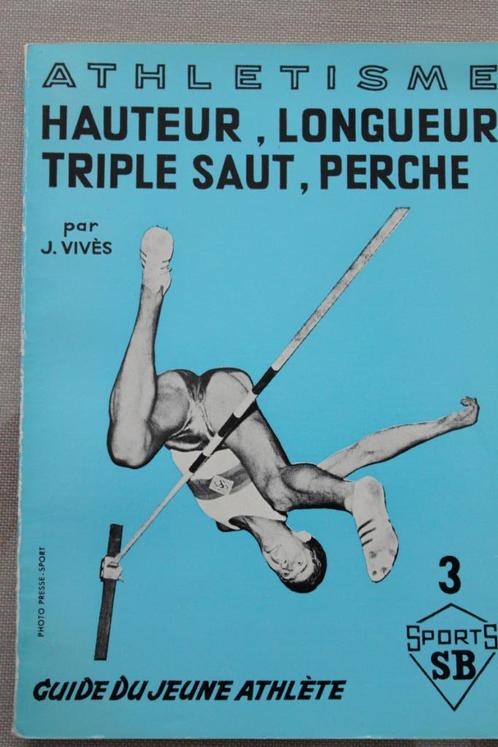 ATHLETISME
HAUTEUR, LONGUEUR
TRIPLE SAUT, PERCHE
par
J. VIVÈS
PHOTO PRESSE-SPORT
3
SPORTS
SB
GUIDE DU JEUNE ATHLÈTE